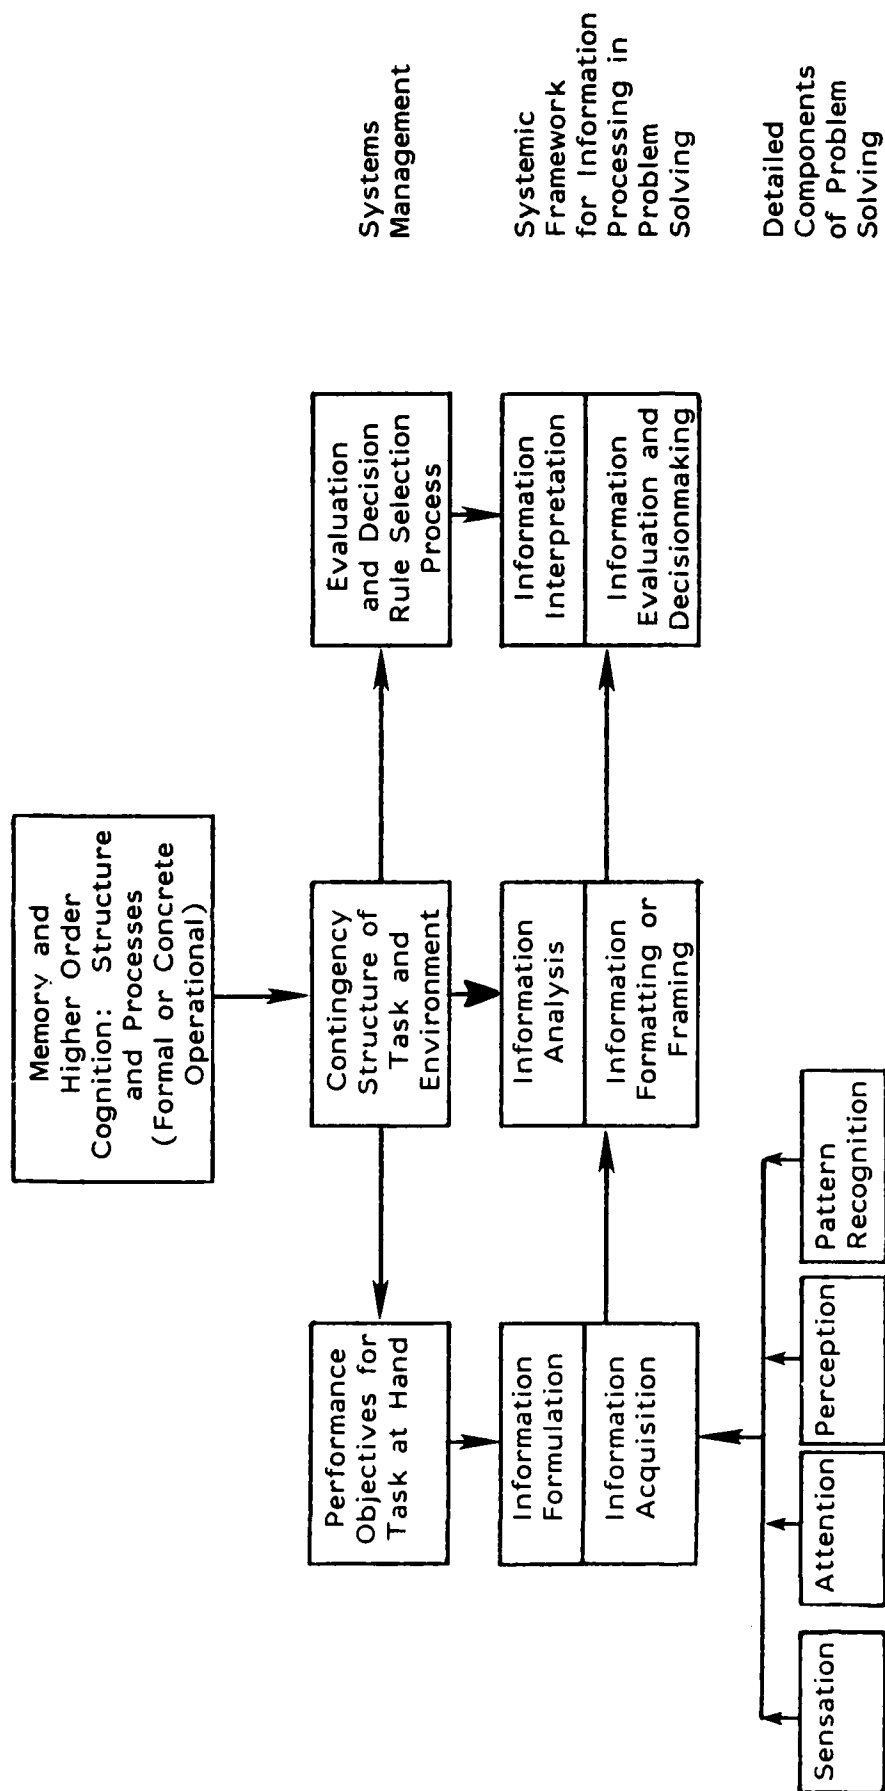 Memory and
Higher Order
Cognition: Structure
and Processes
(Formal or Concrete
Operational)
Performance
Objectives for
Task at Hand
Contingency
Structure of
Task and
Environment
Evaluation
and Decision
Rule Selection
Process
Systems
Management
Information
Formulation
Information
Acquisition
Information
Analysis
Information
Formatting or
Framing
Information
Interpretation
Information
Evaluation and
Decisionmaking
Systemic
Framework
for Information
Processing in
Problem
Solving
Sensation
Attention
Perception
Pattern
Recognition
Detailed
Components
of Problem
Solving